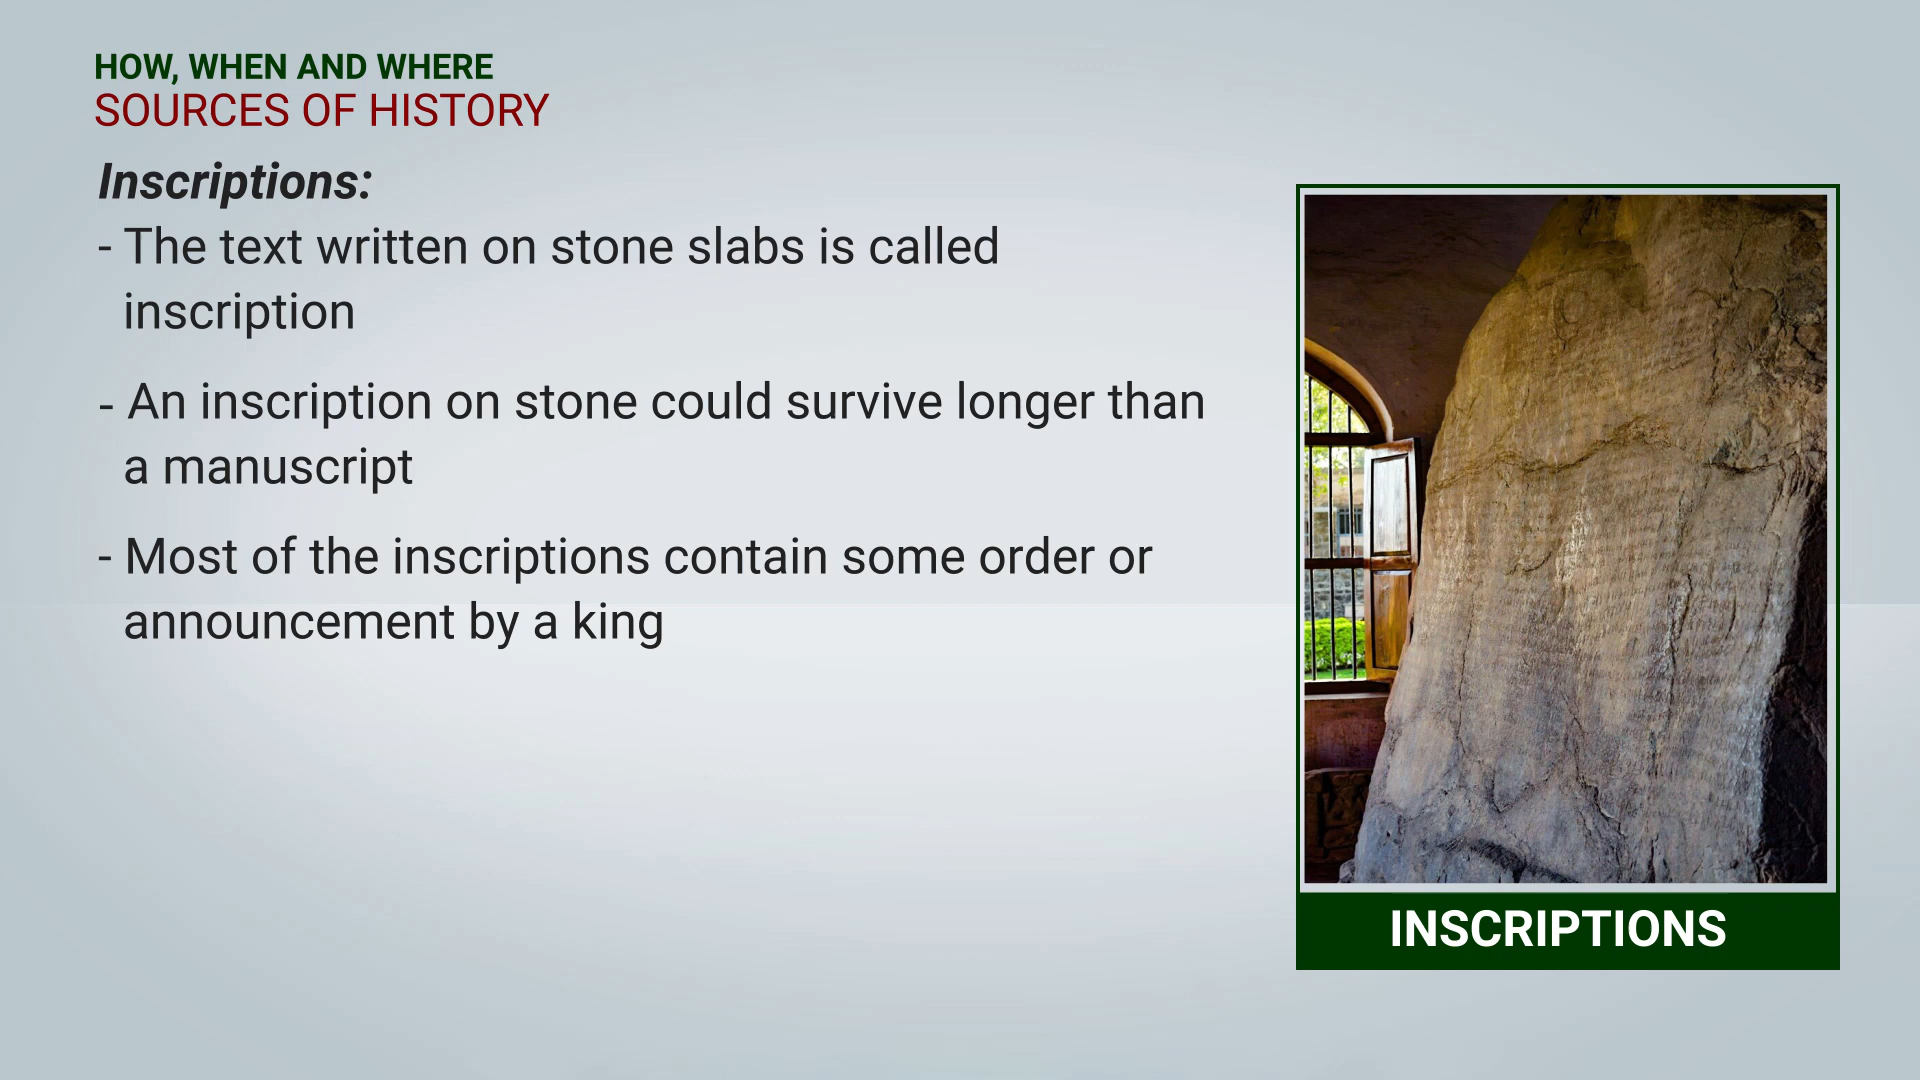 HOW, WHEN AND WHERE
SOURCES OF HISTORY
Inscriptions:
- The text written on stone slabs is called
inscription
- An inscription on stone could survive longer than
a manuscript
- Most of the inscriptions contain some order or
announcement by a king
INSCRIPTIONS